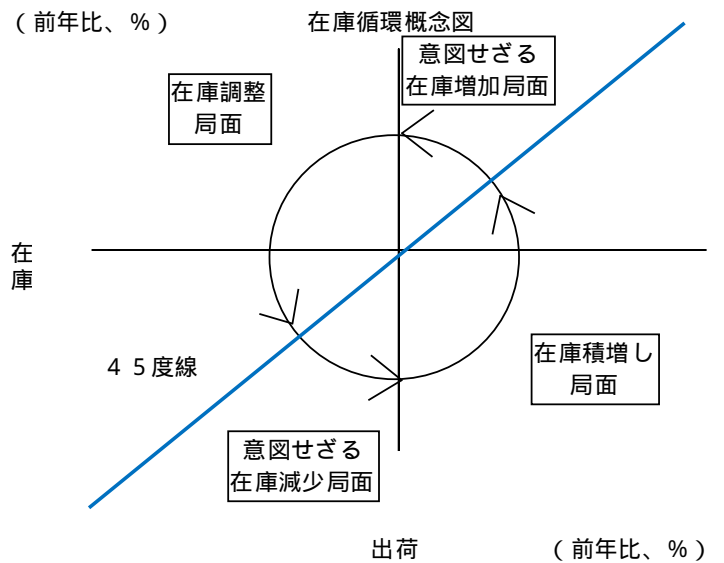 （前年比、％）
在庫循環概念図
意図せざる
在庫増加局面
在庫調整
局面
在
庫
４５度線
在庫積増し
局面
意図せざる
在庫減少局面
出荷
（前年比、％）